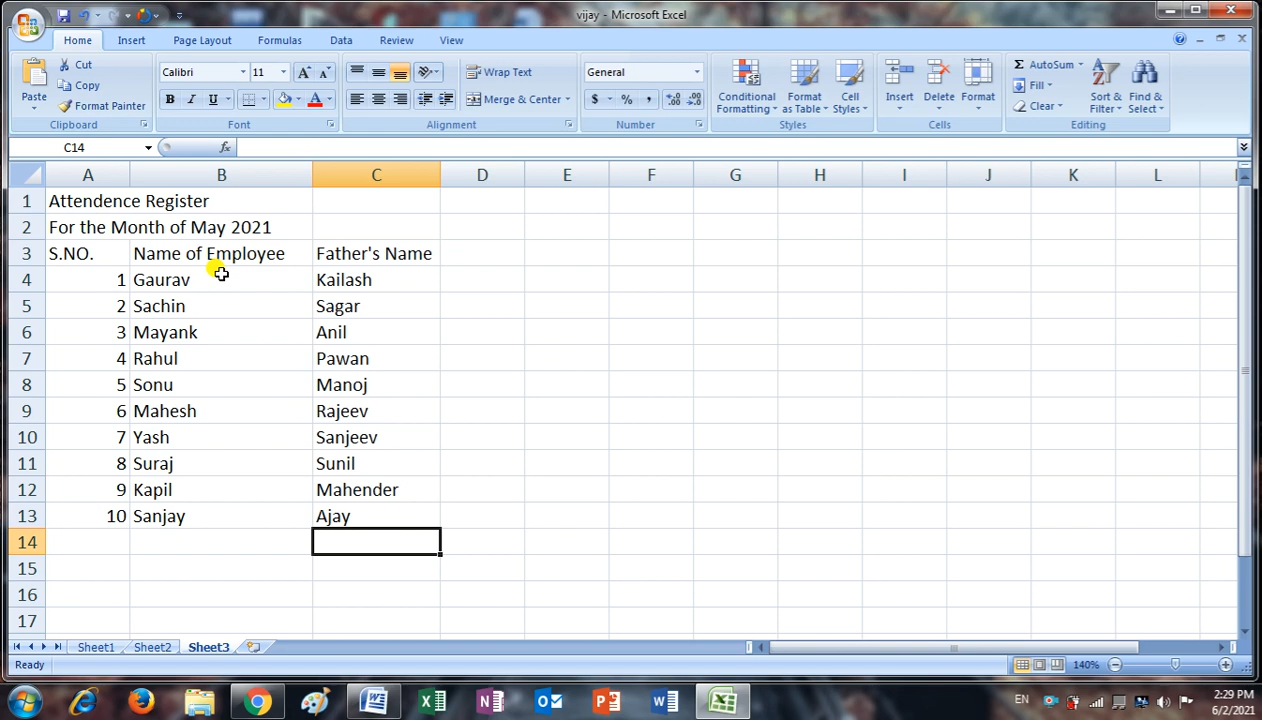 vijay - Microsoft Excel
Home Insert Page Layout Formulas Data Review View
Cut
Copy
Format Painter
Paste
Clipboard
Calibri 11
B I U
Font
Wrap Text
Merge & Center
Alignment
General
$ % ,
Number
Conditional Formatting
Format as Table
Cell Styles
Styles
Insert Delete Format
Cells
Σ AutoSum
Fill
Clear
Sort & Filter
Find & Select
Editing
C14 fx
A B C D E F G H I J K L
1 Attendence Register
2 For the Month of May 2021
3 S.NO. Name of Employee Father's Name
4 1 Gaurav Kailash
5 2 Sachin Sagar
6 3 Mayank Anil
7 4 Rahul Pawan
8 5 Sonu Manoj
9 6 Mahesh Rajeev
10 7 Yash Sanjeev
11 8 Suraj Sunil
12 9 Kapil Mahender
13 10 Sanjay Ajay
14
15
16
17
Sheet1 Sheet2 Sheet3
Ready 140%
EN 2:29 PM
6/2/2021